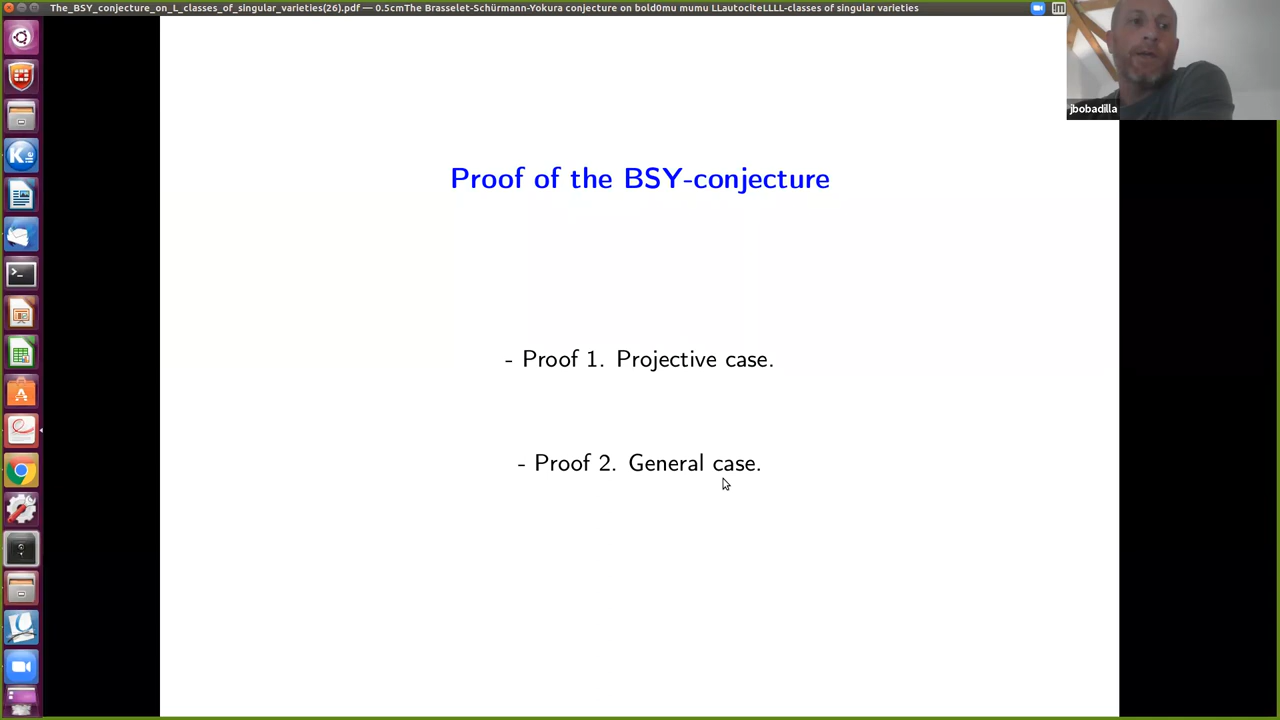 The_BSY_conjecture_on_L_classes_of_singular_varieties(26).pdf — 0.5cmThe Brasselet-Schürmann-Yokura conjecture on bold0mu mumu LLautociteLLLL-classes of singular varieties
jbobadilla
Proof of the BSY-conjecture
- Proof 1. Projective case.
- Proof 2. General case.